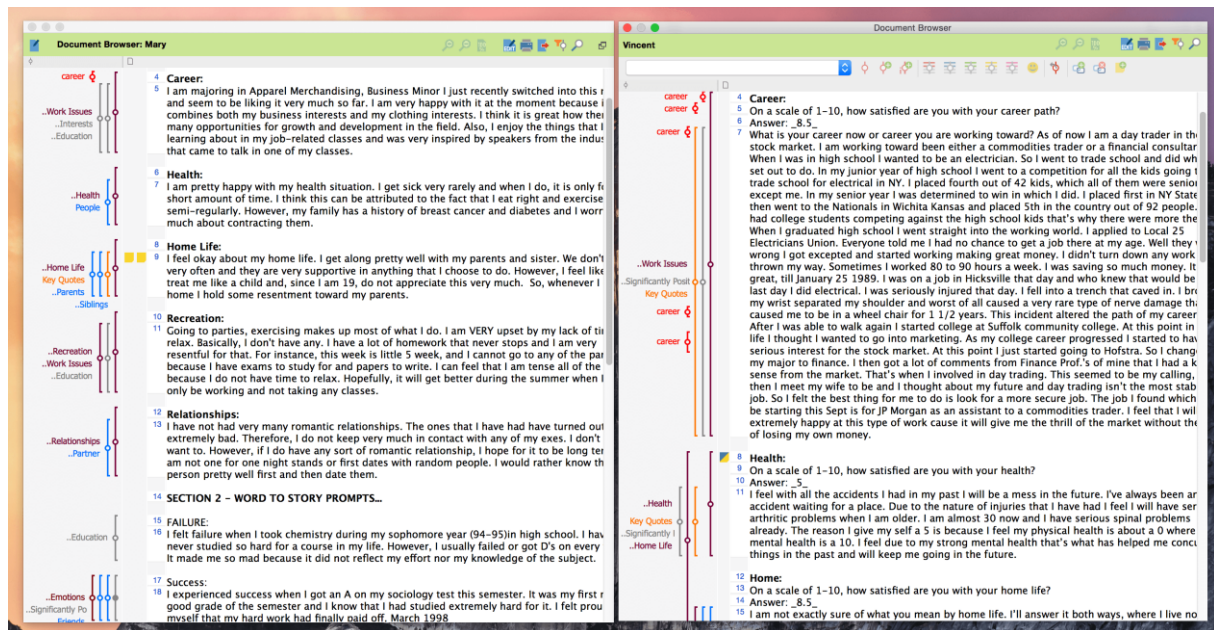 Document Browser: Mary
career
..Work Issues
..Interests
..Education
..Health
People
..Home Life
Key Quotes
..Parents
..Siblings
..Recreation
..Work Issues
..Education
..Relationships
..Partner
..Education
..Emotions
..Significantly Po
Friends
4 Career:
5 I am majoring in Apparel Merchandising, Business Minor I just recently switched into this
and seem to be liking it very much so far. I am very happy with it at the moment because
combines both my business interests and my clothing interests. I think it is great how
many opportunities for growth and development in the field. Also, I enjoy the things that I
learning about in my job-related classes and was very inspired by speakers from the
that came to talk in one of my classes.
6 Health:
7 I am pretty happy with my health situation. I get sick very rarely and when I do, it is only
short amount of time. I think this can be attributed to the fact that I eat right and exercise
semi-regularly. However, my family has a history of breast cancer and diabetes and I
much about contracting them.
8 Home Life:
9 I feel okay about my home life. I get along pretty well with my parents and sister. We don't
very often and they are very supportive in anything that I choose to do. However, I feel
treat me like a child and, since I am 19, do not appreciate this very much. So, whenever I
home I hold some resentment toward my parents.
10 Recreation:
11 Going to parties, exercising makes up most of what I do. I am VERY upset by my lack of
relax. Basically, I don't have any. I have a lot of homework that never stops and I am very
resentful for that. For instance, this week is little 5 week, and I cannot go to any of the
because I have exams to study for and papers to write. I can feel that I am tense all of the
because I do not have time to relax. Hopefully, it will get better during the summer when I
only be working and not taking any classes.
12 Relationships:
13 I have not had very many romantic relationships. The ones that I have had have turned out
extremely bad. Therefore, I do not keep very much in contact with any of my exes. I don't
want to. However, if I do have any sort of romantic relationship, I hope for it to be long
am not one for one night stands or first dates with random people. I would rather know
person pretty well first and then date them.
14 SECTION 2 – WORD TO STORY PROMPTS...
15 FAILURE:
16 I felt failure when I took chemistry during my sophomore year (94-95)in high school. I
never studied so hard for a course in my life. However, I usually failed or got D's on every
It made me so mad because it did not reflect my effort nor my knowledge of the subject.
17 Success:
18 I experienced success when I got an A on my sociology test this semester. It was my first
good grade of the semester and I know that I had studied extremely hard for it. I felt
myself that my hard work had finally paid off. March 1998
Document Browser
Vincent
career
career
career
..Work Issues
..Significantly Posit
Key Quotes
career
career
..Health
Key Quotes
..Significantly I
..Home Life
4 Career:
5 On a scale of 1-10, how satisfied are you with your career path?
6 Answer: _8.5_
7 What is your career now or career you are working toward? As of now I am a day trader in
stock market. I am working toward been either a commodities trader or a financial
When I was in high school I wanted to be an electrician. So I went to trade school and did
set out to do. In my junior year of high school I went to a competition for all the kids going
trade school for electrical in NY. I placed fourth out of 42 kids, which all of them were
except me. In my senior year I was determined to win in which I did. I placed first in NY State
then went to the Nationals in Wichita Kansas and placed 5th in the country out of 92 people.
had college students competing against the high school kids that's why there were more
When I graduated high school I went straight into the working world. I applied to Local 25
Electricians Union. Everyone told me I had no chance to get a job there at my age. Well they
wrong I got excepted and started working making great money. I didn't turn down any work
thrown my way. Sometimes I worked 80 to 90 hours a week. I was saving so much money. It
great, till January 25 1989. I was on a job in Hicksville that day and who knew that would be
last day I did electrical. I was seriously injured that day. I fell into a trench that caved in. I
my wrist separated my shoulder and worst of all caused a very rare type of nerve damage
caused me to be in a wheel chair for 1 1/2 years. This incident altered the path of my career
After I was able to walk again I started college at Suffolk community college. At this point in
life I thought I wanted to go into marketing. As my college career progressed I started to
serious interest for the stock market. At this point I just started going to Hofstra. So I
my major to finance. I then got a lot of comments from Finance Prof.'s of mine that I had a
sense from the market. That's when I involved in day trading. This seemed to be my calling,
then I meet my wife to be and I thought about my future and day trading isn't the most
job. So I felt the best thing for me to do is look for a more secure job. The job I found which
be starting this Sept is for JP Morgan as an assistant to a commodities trader. I feel that I will
extremely happy at this type of work cause it will give me the thrill of the market without
of losing my own money.
8 Health:
9 On a scale of 1-10, how satisfied are you with your health?
10 Answer: _5_
11 I feel with all the accidents I had in my past I will be a mess in the future. I've always been
accident waiting for a place. Due to the nature of injuries that I have had I feel I will have
arthritic problems when I am older. I am almost 30 now and I have serious spinal problems
already. The reason I give my self a 5 is because I feel my physical health is about a 0 where
mental health is a 10. I feel due to my strong mental health that's what has helped me
things in the past and will keep me going in the future.
12 Home:
13 On a scale of 1-10, how satisfied are you with your home life?
14 Answer: _8.5_
15 I am not exactly sure of what you mean by home life. I'll answer it both ways, where I live